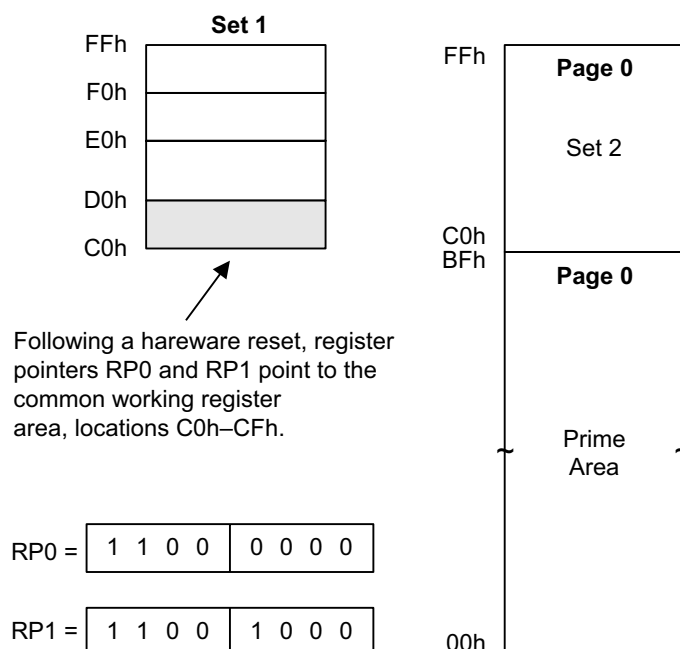 Set 1
FFh
F0h
E0h
D0h
C0h
Following a hareware reset, register
pointers RP0 and RP1 point to the
common working register
area, locations C0h–CFh.
RP0 = 1 1 0 0 0 0 0 0
RP1 = 1 1 0 0 1 0 0 0
FFh
Page 0
Set 2
C0h
BFh
Page 0
~ Prime ~
Area
00h